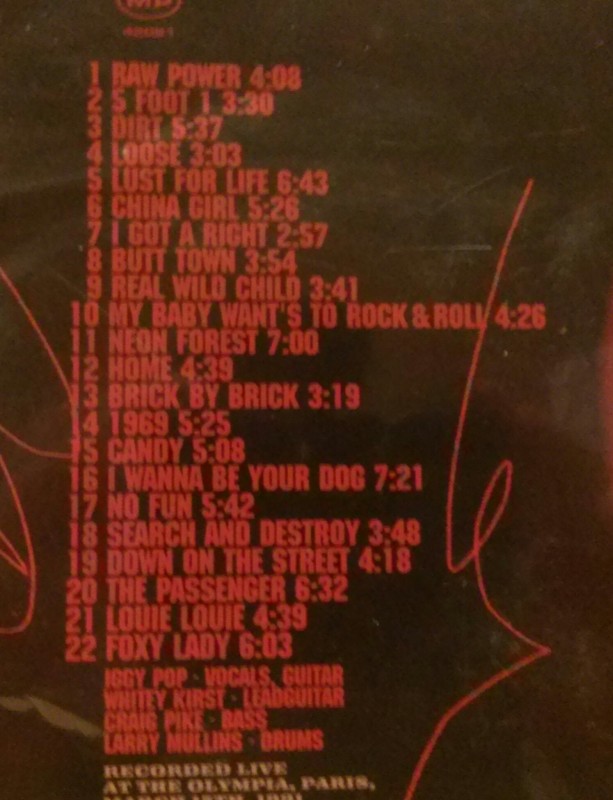 1 RAW POWER 4:08
2 5 FOOT 1 3:30
3 DIRT 5:37
4 LOOSE 3:03
5 LUST FOR LIFE 6:43
6 CHINA GIRL 5:26
7 I GOT A RIGHT 2:57
8 BUTT TOWN 3:54
9 REAL WILD CHILD 3:41
10 MY BABY WANT'S TO ROCK & ROLL 4:26
11 NEON FOREST 7:00
12 HOME 4:39
13 BRICK BY BRICK 3:19
14 1969 5:25
15 CANDY 5:08
16 I WANNA BE YOUR DOG 7:21
17 NO FUN 5:42
18 SEARCH AND DESTROY 3:48
19 DOWN ON THE STREET 4:18
20 THE PASSENGER 6:32
21 LOUIE LOUIE 4:39
22 FOXY LADY 6:03
IGGY POP · VOCALS, GUITAR
WHITEY KIRST · LEADGUITAR
CRAIG PIKE · BASS
LARRY MULLINS · DRUMS
RECORDED LIVE
AT THE OLYMPIA, PARIS,